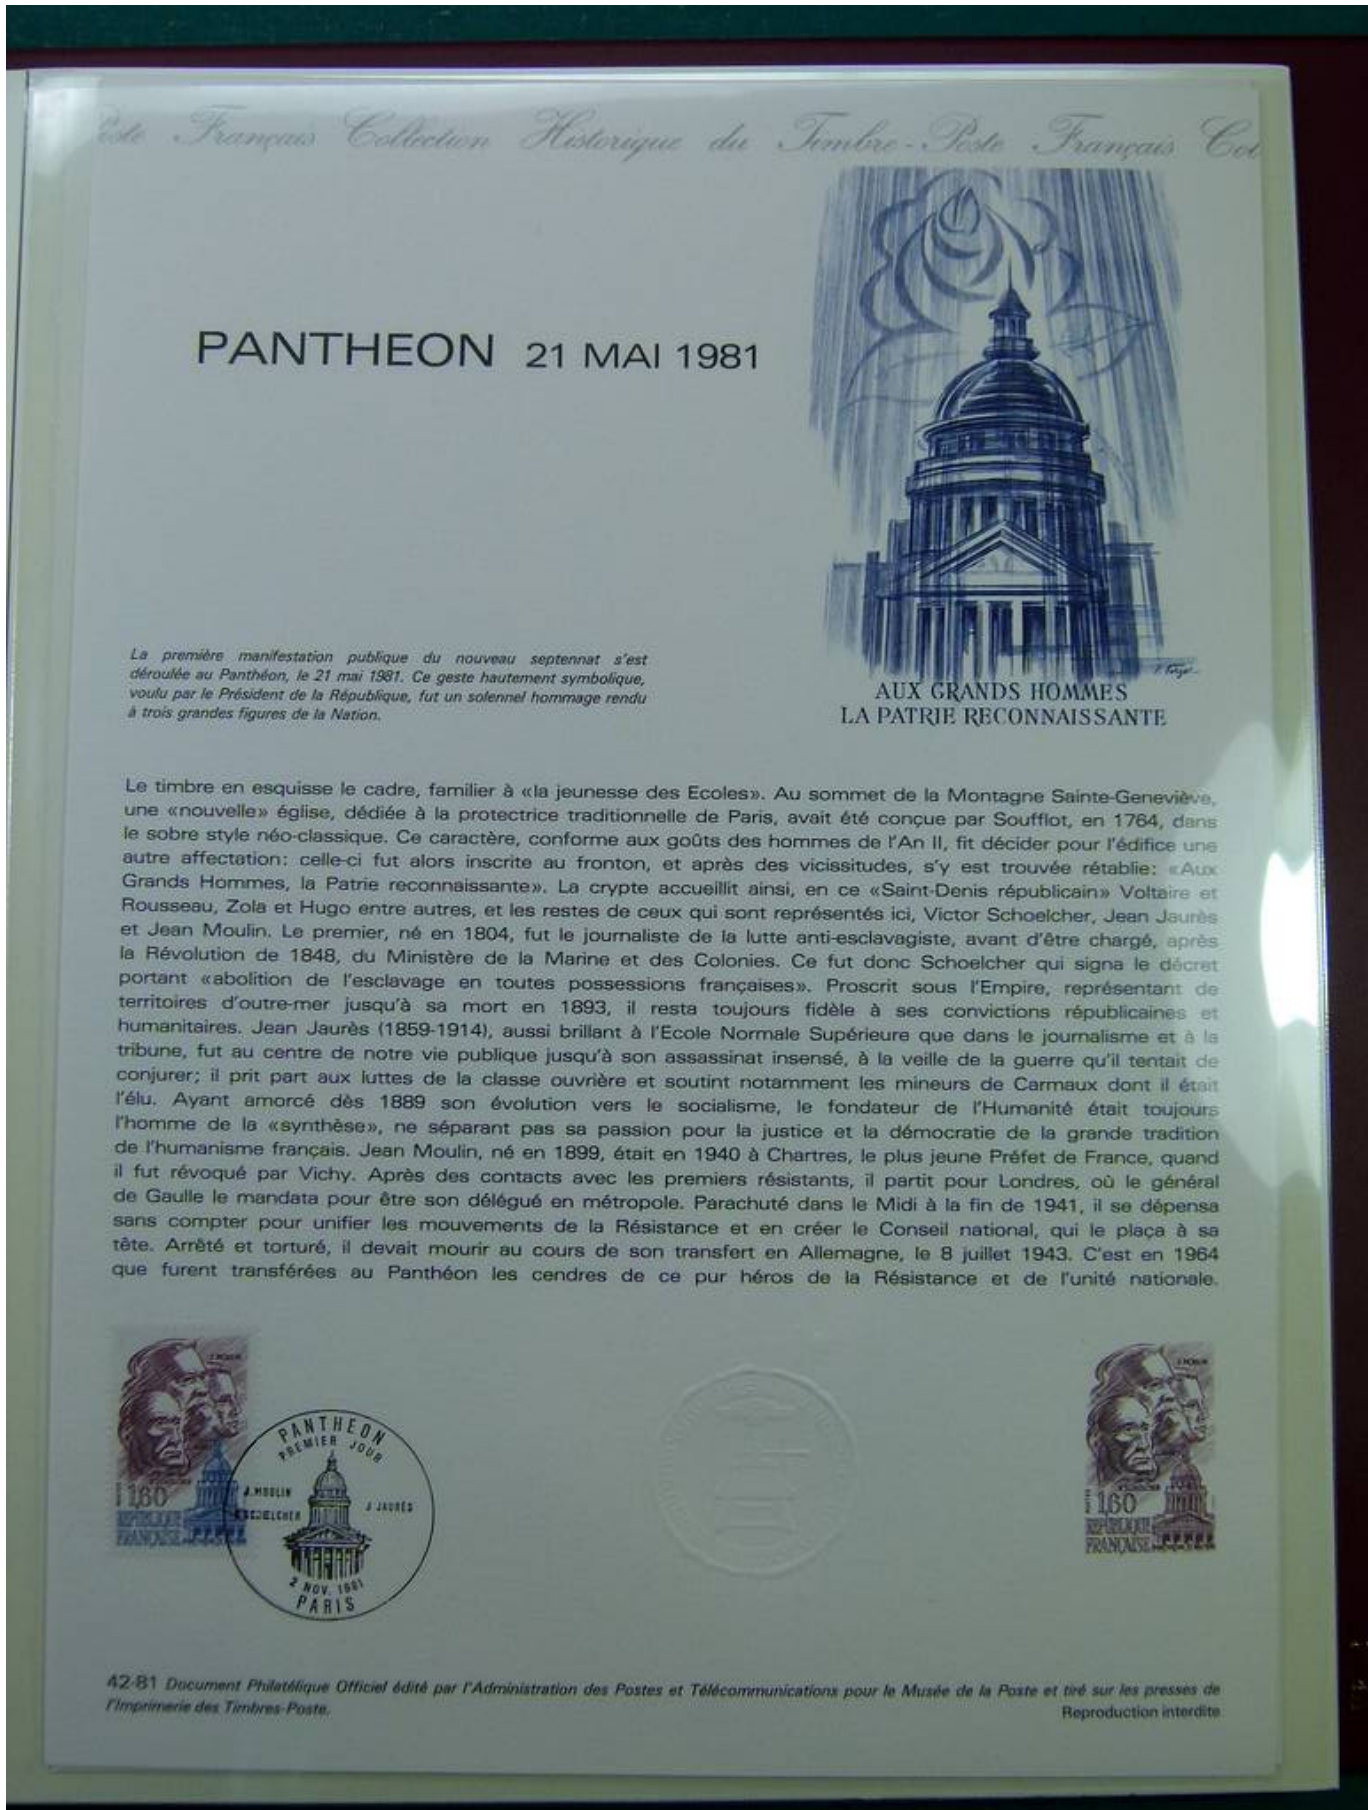 Poste Français Collection Historique du Timbre-Poste Français Col
PANTHEON 21 MAI 1981
La première manifestation publique du nouveau septennat s'est
déroulée au Panthéon, le 21 mai 1981. Ce geste hautement symbolique,
voulu par le Président de la République, fut un solennel hommage rendu
à trois grandes figures de la Nation.
AUX GRANDS HOMMES
LA PATRIE RECONNAISSANTE
Le timbre en esquisse le cadre, familier à «la jeunesse des Ecoles». Au sommet de la Montagne Sainte-Geneviève,
une «nouvelle» église, dédiée à la protectrice traditionnelle de Paris, avait été conçue par Soufflot, en 1764, dans
le sobre style néo-classique. Ce caractère, conforme aux goûts des hommes de l'An II, fit décider pour l'édifice une
autre affectation: celle-ci fut alors inscrite au fronton, et après des vicissitudes, s'y est trouvée rétablie: «Aux
Grands Hommes, la Patrie reconnaissante». La crypte accueillit ainsi, en ce «Saint-Denis républicain» Voltaire et
Rousseau, Zola et Hugo entre autres, et les restes de ceux qui sont représentés ici, Victor Schoelcher, Jean Jaurès
et Jean Moulin. Le premier, né en 1804, fut le journaliste de la lutte anti-esclavagiste, avant d'être chargé, après
la Révolution de 1848, du Ministère de la Marine et des Colonies. Ce fut donc Schoelcher qui signa le décret
portant «abolition de l'esclavage en toutes possessions françaises». Proscrit sous l'Empire, représentant de
territoires d'outre-mer jusqu'à sa mort en 1893, il resta toujours fidèle à ses convictions républicaines et
humanitaires. Jean Jaurès (1859-1914), aussi brillant à l'Ecole Normale Supérieure que dans le journalisme et à la
tribune, fut au centre de notre vie publique jusqu'à son assassinat insensé, à la veille de la guerre qu'il tentait de
conjurer; il prit part aux luttes de la classe ouvrière et soutint notamment les mineurs de Carmaux dont il était
l'élu. Ayant amorcé dès 1889 son évolution vers le socialisme, le fondateur de l'Humanité était toujours
l'homme de la «synthèse», ne séparant pas sa passion pour la justice et la démocratie de la grande tradition
de l'humanisme français. Jean Moulin, né en 1899, était en 1940 à Chartres, le plus jeune Préfet de France, quand
il fut révoqué par Vichy. Après des contacts avec les premiers résistants, il partit pour Londres, où le général
de Gaulle le mandata pour être son délégué en métropole. Parachuté dans le Midi à la fin de 1941, il se dépensa
sans compter pour unifier les mouvements de la Résistance et en créer le Conseil national, qui le plaça à sa
tête. Arrêté et torturé, il devait mourir au cours de son transfert en Allemagne, le 8 juillet 1943. C'est en 1964
que furent transférées au Panthéon les cendres de ce pur héros de la Résistance et de l'unité nationale.
J. MOULIN
1,60
REPUBLIQUE
FRANÇAISE
PANTHEON
PREMIER JOUR
J. MOULIN
J JAURÈS
SCHOELCHER
2 NOV. 1981
PARIS
J. MOULIN
POSTES
1,60
REPUBLIQUE
FRANÇAISE
42-81 Document Philatélique Officiel édité par l'Administration des Postes et Télécommunications pour le Musée de la Poste et tiré sur les presses de
l'Imprimerie des Timbres-Poste.
Reproduction interdite